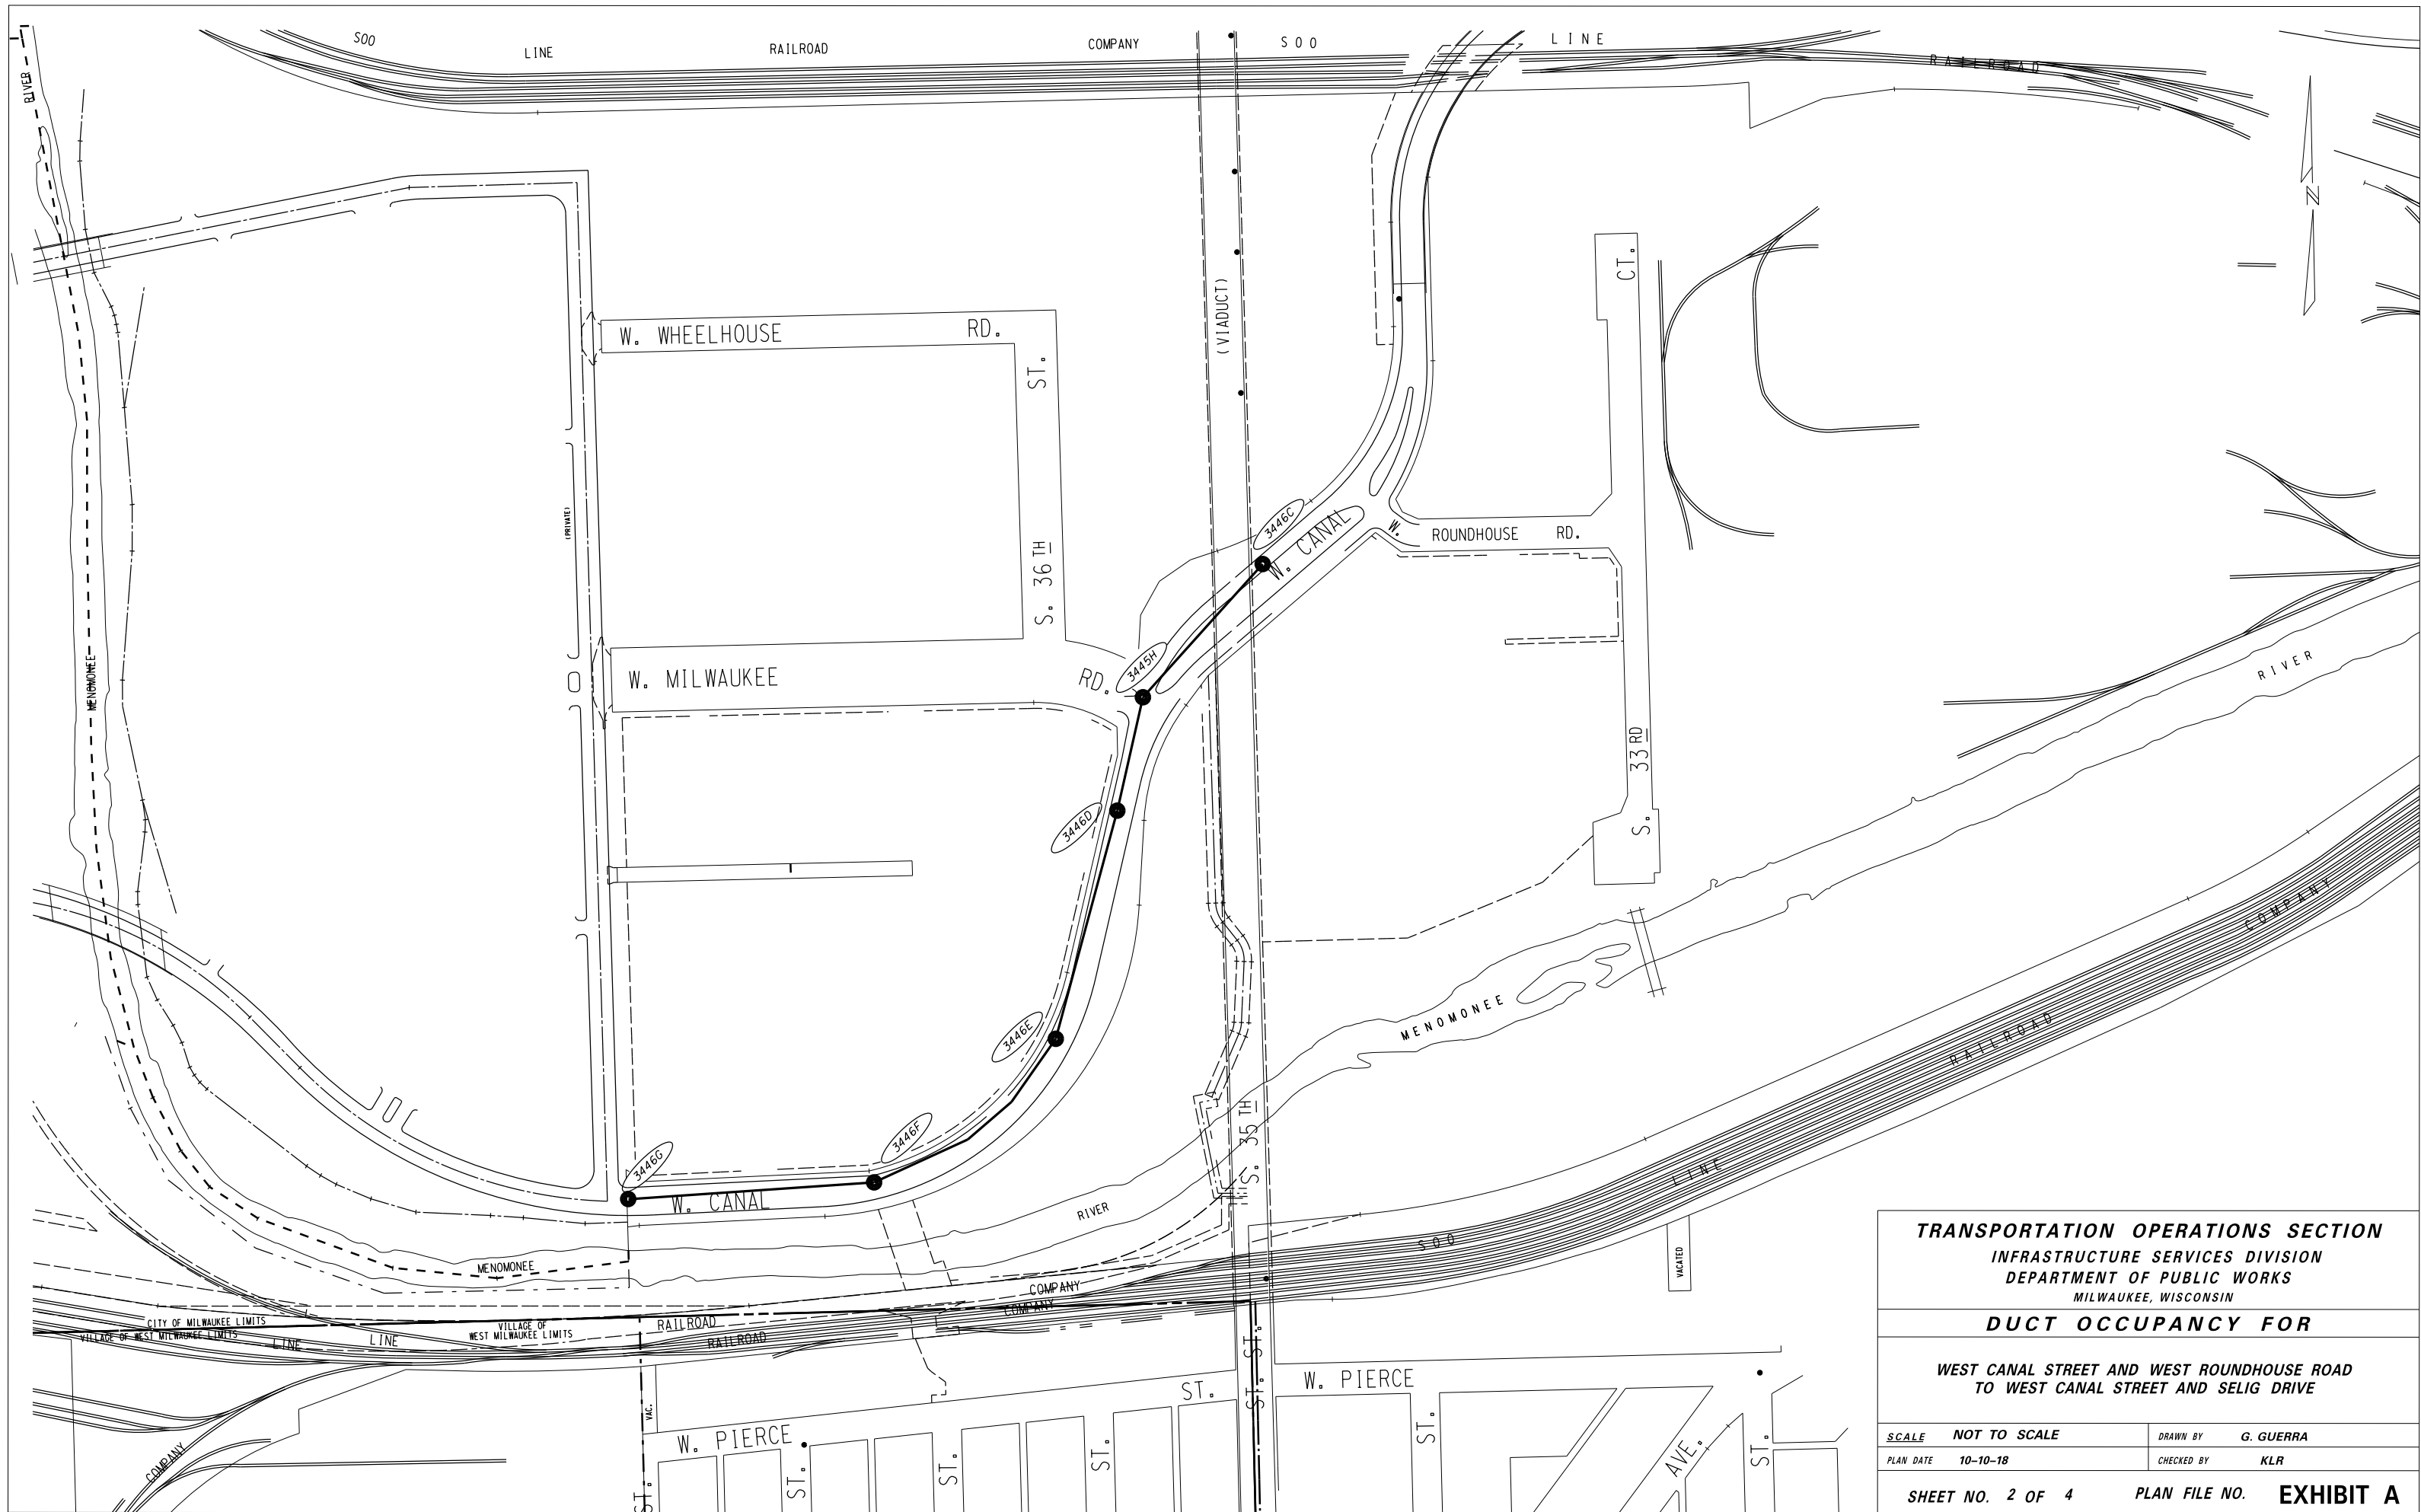 SOO
LINE
RAILROAD
COMPANY
SOO
LINE
RAILROAD
RIVER
N
(VIADUCT)
CT.
W. WHEELHOUSE RD.
ST.
S. 36TH
(PRIVATE)
3446C
W. CANAL
W. ROUNDHOUSE RD.
MENOMONEE
W. MILWAUKEE RD.
3445H
RIVER
33RD
S.
3446D
3446E
MENOMONEE
COMPANY
RAILROAD
LINE
SOO
S. 35TH
3446F
3446G
W. CANAL
RIVER
MENOMONEE
COMPANY
COMPANY
CITY OF MILWAUKEE LIMITS
VILLAGE OF WEST MILWAUKEE LIMITS
VILLAGE OF
WEST MILWAUKEE LIMITS
RAILROAD
RAILROAD
LINE
LINE
VACATED
ST.
ST.
W. PIERCE
ST.
VAC.
W. PIERCE
COMPANY
ST.
ST.
ST.
ST.
ST.
AVE.
ST.
TRANSPORTATION OPERATIONS SECTION
INFRASTRUCTURE SERVICES DIVISION
DEPARTMENT OF PUBLIC WORKS
MILWAUKEE, WISCONSIN
DUCT OCCUPANCY FOR
WEST CANAL STREET AND WEST ROUNDHOUSE ROAD
TO WEST CANAL STREET AND SELIG DRIVE
SCALE NOT TO SCALE
DRAWN BY G. GUERRA
PLAN DATE 10-10-18
CHECKED BY KLR
SHEET NO. 2 OF 4
PLAN FILE NO. EXHIBIT A